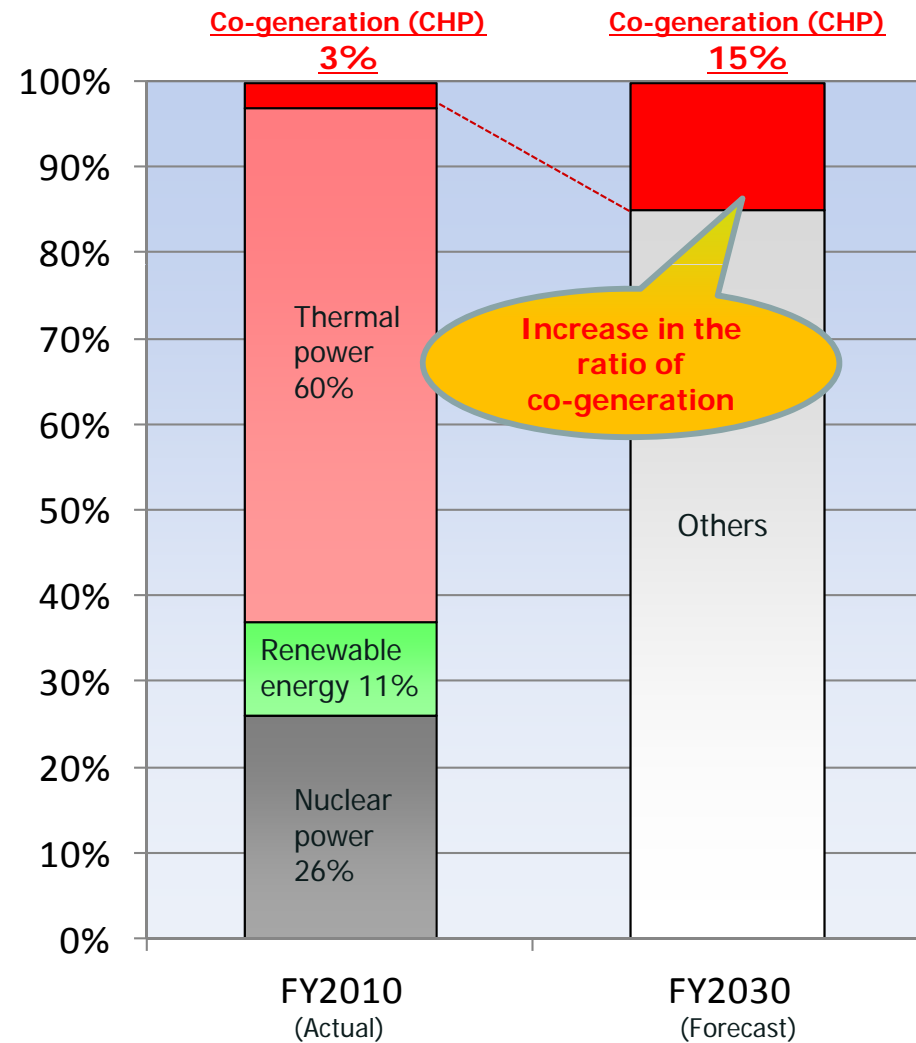 Co-generation (CHP)
3%
Co-generation (CHP)
15%
100%
90%
80%
70%
60%
50%
40%
30%
20%
10%
0%
Thermal
power
60%
Renewable
energy 11%
Nuclear
power
26%
Increase in the
ratio of
co-generation
Others
FY2010
(Actual)
FY2030
(Forecast)